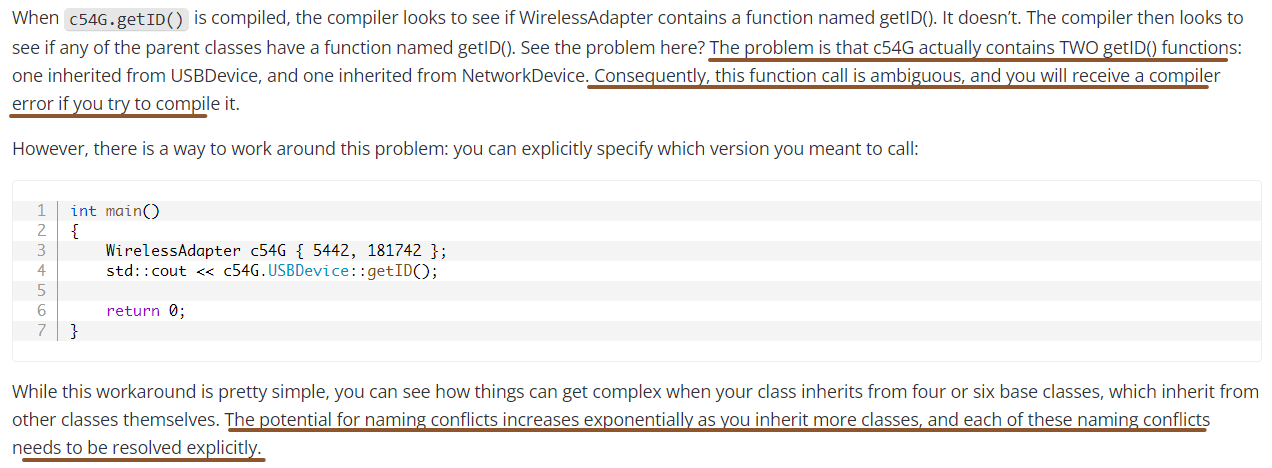 When c54G.getID() is compiled, the compiler looks to see if WirelessAdapter contains a function named getID(). It doesn’t. The compiler then looks to
see if any of the parent classes have a function named getID(). See the problem here? The problem is that c54G actually contains TWO getID() functions:
one inherited from USBDevice, and one inherited from NetworkDevice. Consequently, this function call is ambiguous, and you will receive a compiler
error if you try to compile it.
However, there is a way to work around this problem: you can explicitly specify which version you meant to call:
1 int main()
2 {
3     WirelessAdapter c54G { 5442, 181742 };
4     std::cout << c54G.USBDevice::getID();
5
6     return 0;
7 }
While this workaround is pretty simple, you can see how things can get complex when your class inherits from four or six base classes, which inherit from
other classes themselves. The potential for naming conflicts increases exponentially as you inherit more classes, and each of these naming conflicts
needs to be resolved explicitly.